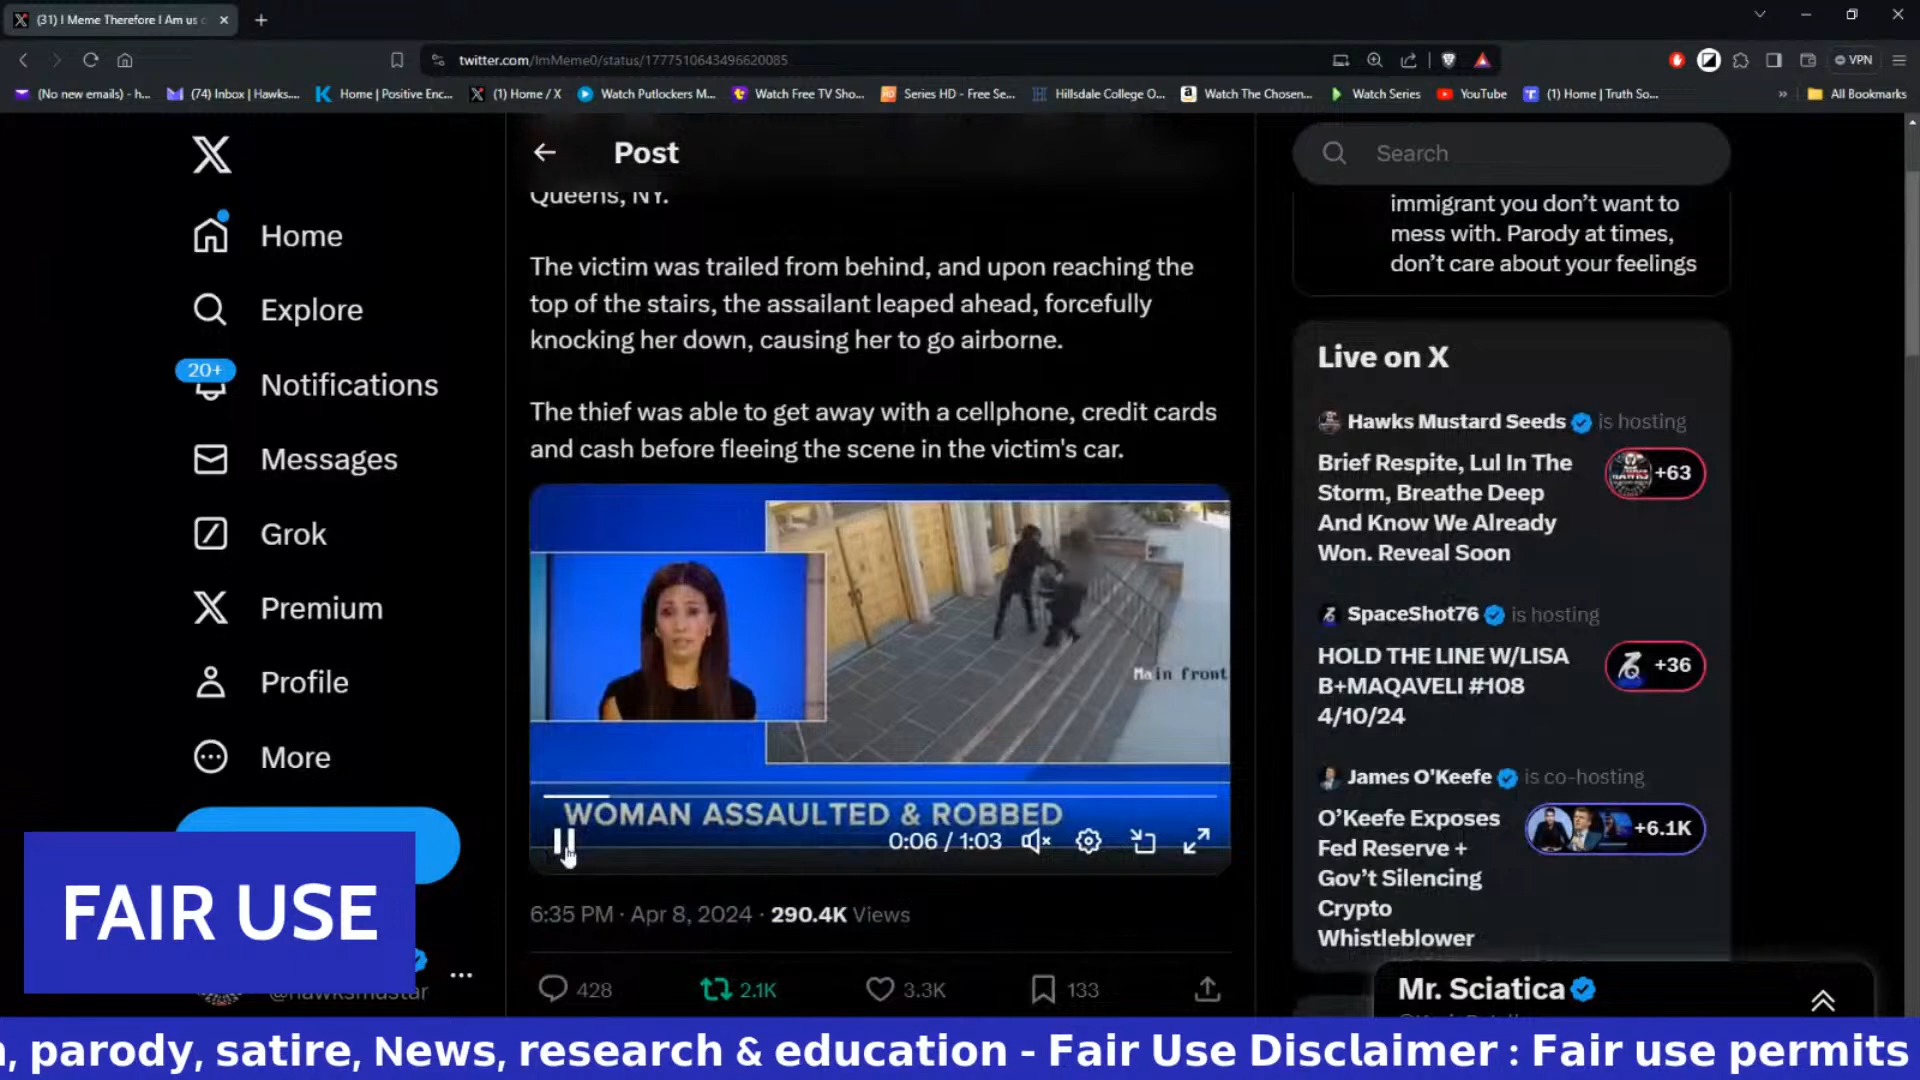 (31) I Meme Therefore I Am us
twitter.com/ImMeme0/status/1777510643496620085
VPN
(No new emails) - h...
(74) Inbox | Hawks....
Home | Positive Enc...
(1) Home / X
Watch Putlockers M...
Watch Free TV Sho...
Series HD - Free Se...
Hillsdale College O...
Watch The Chosen...
Watch Series
YouTube
(1) Home | Truth So...
All Bookmarks
Home
Explore
20+
Notifications
Messages
Grok
Premium
Profile
More
Post
Queens, NY.
The victim was trailed from behind, and upon reaching the
top of the stairs, the assailant leaped ahead, forcefully
knocking her down, causing her to go airborne.
The thief was able to get away with a cellphone, credit cards
and cash before fleeing the scene in the victim's car.
Main front
WOMAN ASSAULTED & ROBBED
0:06 / 1:03
6:35 PM · Apr 8, 2024 · 290.4K Views
428
2.1K
3.3K
133
Search
immigrant you don't want to
mess with. Parody at times,
don't care about your feelings
Live on X
Hawks Mustard Seeds is hosting
Brief Respite, Lul In The
Storm, Breathe Deep
And Know We Already
Won. Reveal Soon
+63
SpaceShot76 is hosting
HOLD THE LINE W/LISA
B+MAQAVELI #108
4/10/24
+36
James O'Keefe is co-hosting
O'Keefe Exposes
Fed Reserve +
Gov't Silencing
Crypto
Whistleblower
+6.1K
Mr. Sciatica
FAIR USE
@hawksmustar
, parody, satire, News, research & education - Fair Use Disclaimer : Fair use permits